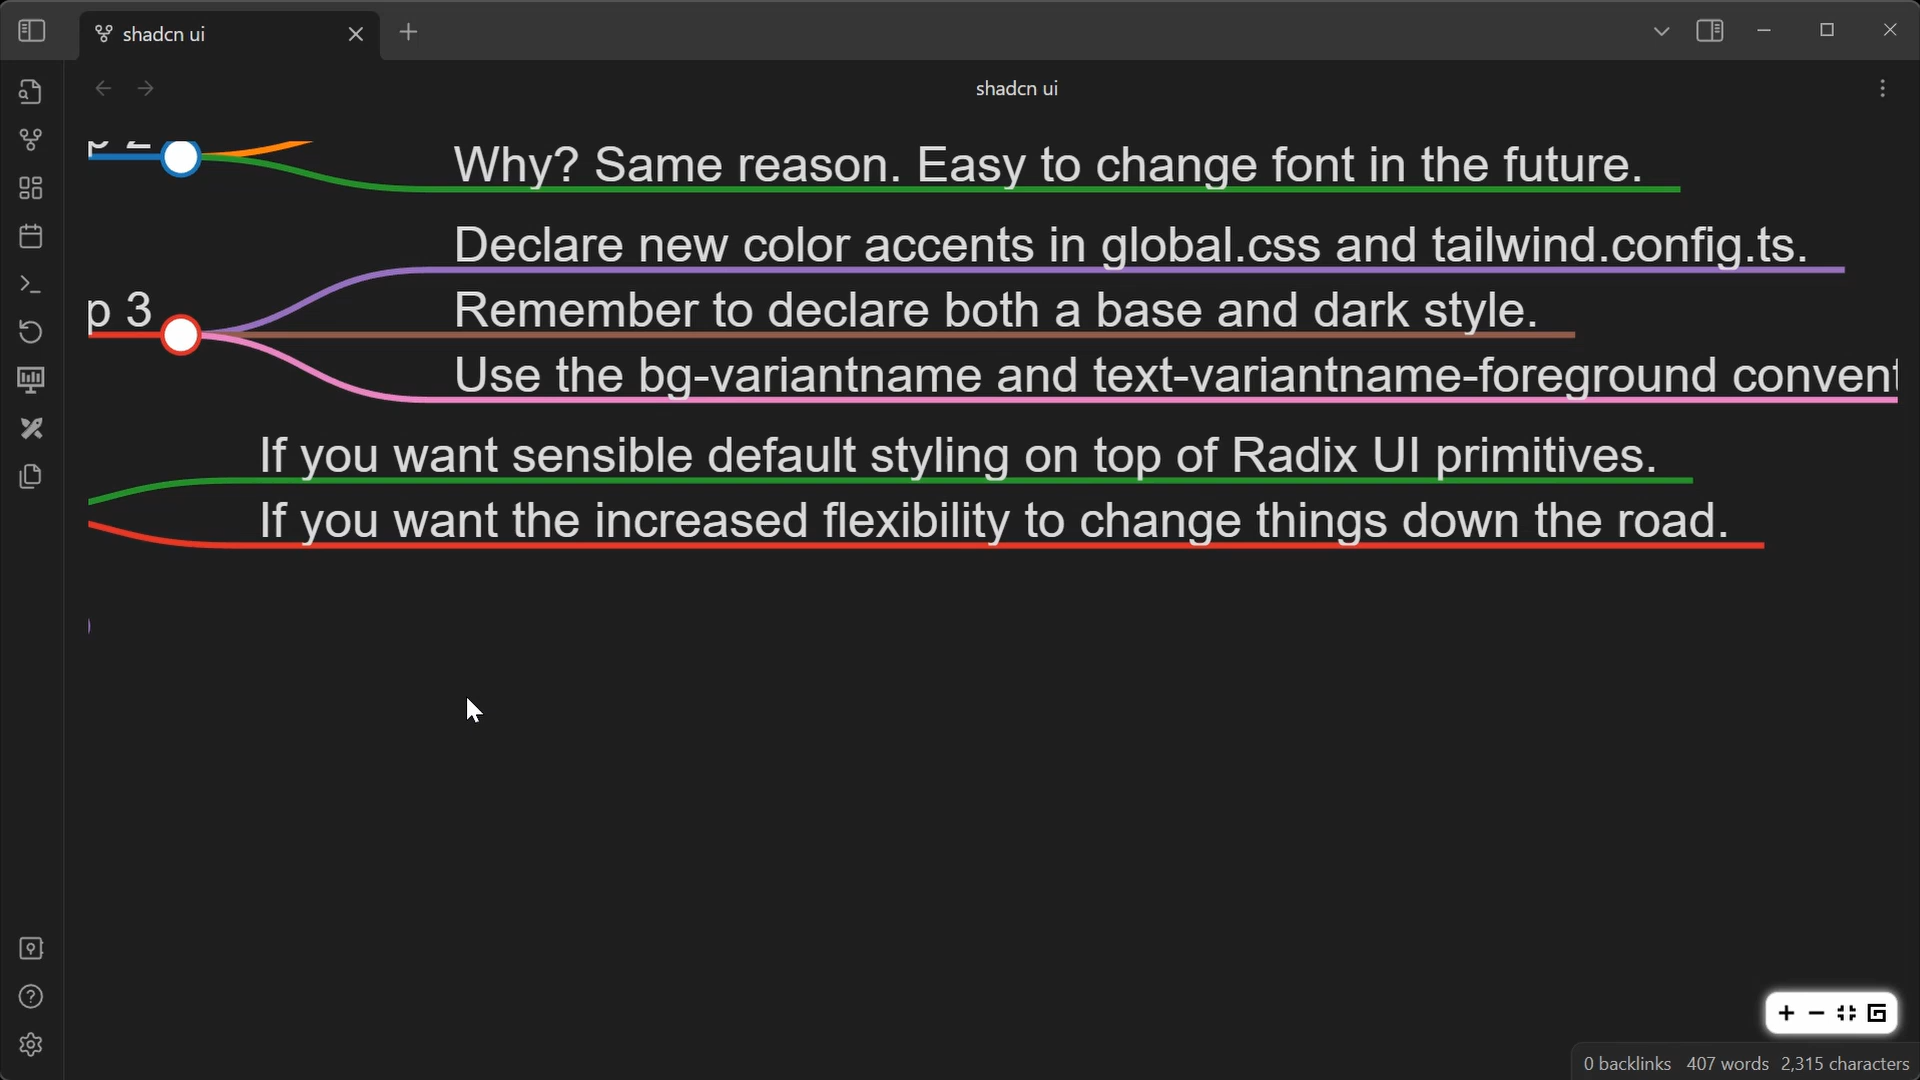 shadcn ui
shadcn ui
Why? Same reason. Easy to change font in the future.
Declare new color accents in global.css and tailwind.config.ts.
p 3
Remember to declare both a base and dark style.
Use the bg-variantname and text-variantname-foreground convent
If you want sensible default styling on top of Radix UI primitives.
If you want the increased flexibility to change things down the road.
0 backlinks 407 words 2,315 characters